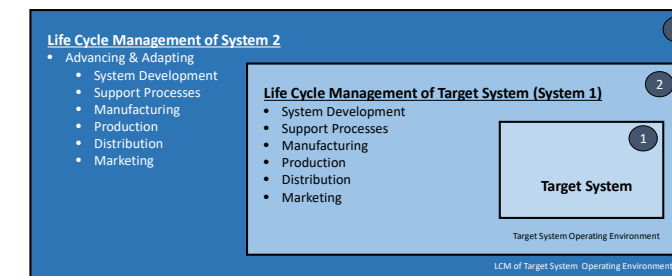 Life Cycle Management of System 2
• Advancing & Adapting
• System Development
• Support Processes
• Manufacturing
• Production
• Distribution
• Marketing
Life Cycle Management of Target System (System 1)
2
• System Development
• Support Processes
• Manufacturing
• Production
• Distribution
• Marketing
1
Target System
Target System Operating Environment
LCM of Target System Operating Environment